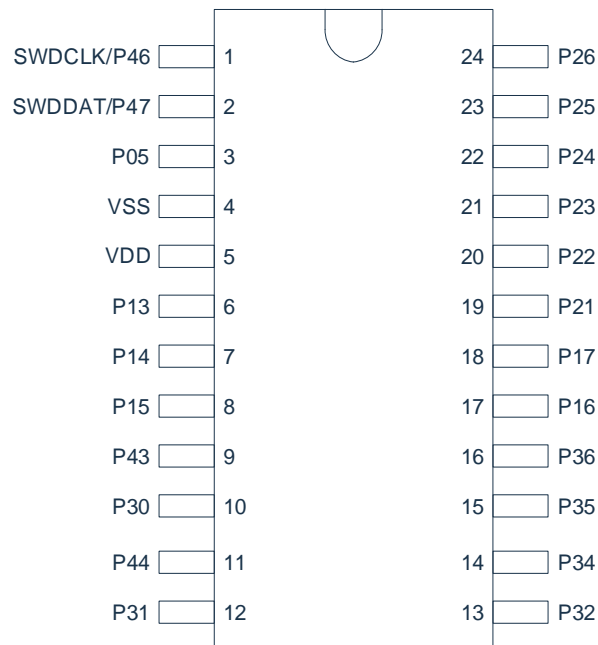 SWDCLK/P46 1 24 P26
SWDDAT/P47 2 23 P25
P05 3 22 P24
VSS 4 21 P23
VDD 5 20 P22
P13 6 19 P21
P14 7 18 P17
P15 8 17 P16
P43 9 16 P36
P30 10 15 P35
P44 11 14 P34
P31 12 13 P32